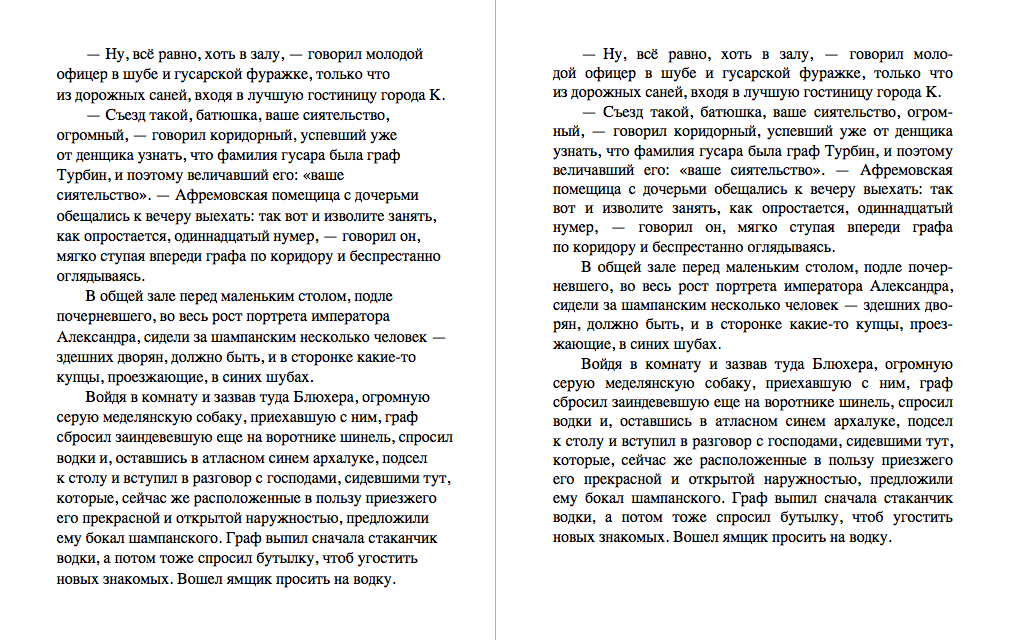 — Ну, всё равно, хоть в залу, — говорил молодой
офицер в шубе и гусарской фуражке, только что
из дорожных саней, входя в лучшую гостиницу города К.
— Съезд такой, батюшка, ваше сиятельство,
огромный, — говорил коридорный, успевший уже
от денщика узнать, что фамилия гусара была граф
Турбин, и поэтому величавший его: «ваше
сиятельство». — Афремовская помещица с дочерьми
обещались к вечеру выехать: так вот и изволите занять,
как опростается, одиннадцатый нумер, — говорил он,
мягко ступая впереди графа по коридору и беспрестанно
оглядываясь.
В общей зале перед маленьким столом, подле
почерневшего, во весь рост портрета императора
Александра, сидели за шампанским несколько человек —
здешних дворян, должно быть, и в сторонке какие-то
купцы, проезжающие, в синих шубах.
Войдя в комнату и зазвав туда Блюхера, огромную
серую меделянскую собаку, приехавшую с ним, граф
сбросил заиндевевшую еще на воротнике шинель, спросил
водки и, оставшись в атласном синем архалуке, подсел
к столу и вступил в разговор с господами, сидевшими тут,
которые, сейчас же расположенные в пользу приезжего
его прекрасной и открытой наружностью, предложили
ему бокал шампанского. Граф выпил сначала стаканчик
водки, а потом тоже спросил бутылку, чтоб угостить
новых знакомых. Вошел ямщик просить на водку.
— Ну, всё равно, хоть в залу, — говорил моло-
дой офицер в шубе и гусарской фуражке, только что
из дорожных саней, входя в лучшую гостиницу города К.
— Съезд такой, батюшка, ваше сиятельство, огром-
ный, — говорил коридорный, успевший уже от денщика
узнать, что фамилия гусара была граф Турбин, и поэтому
величавший его: «ваше сиятельство». — Афремовская
помещица с дочерьми обещались к вечеру выехать: так
вот и изволите занять, как опростается, одиннадцатый
нумер, — говорил он, мягко ступая впереди графа
по коридору и беспрестанно оглядываясь.
В общей зале перед маленьким столом, подле почер-
невшего, во весь рост портрета императора Александра,
сидели за шампанским несколько человек — здешних дво-
рян, должно быть, и в сторонке какие-то купцы, проез-
жающие, в синих шубах.
Войдя в комнату и зазвав туда Блюхера, огромную
серую меделянскую собаку, приехавшую с ним, граф
сбросил заиндевевшую еще на воротнике шинель, спросил
водки и, оставшись в атласном синем архалуке, подсел
к столу и вступил в разговор с господами, сидевшими тут,
которые, сейчас же расположенные в пользу приезжего
его прекрасной и открытой наружностью, предложили
ему бокал шампанского. Граф выпил сначала стаканчик
водки, а потом тоже спросил бутылку, чтоб угостить
новых знакомых. Вошел ямщик просить на водку.